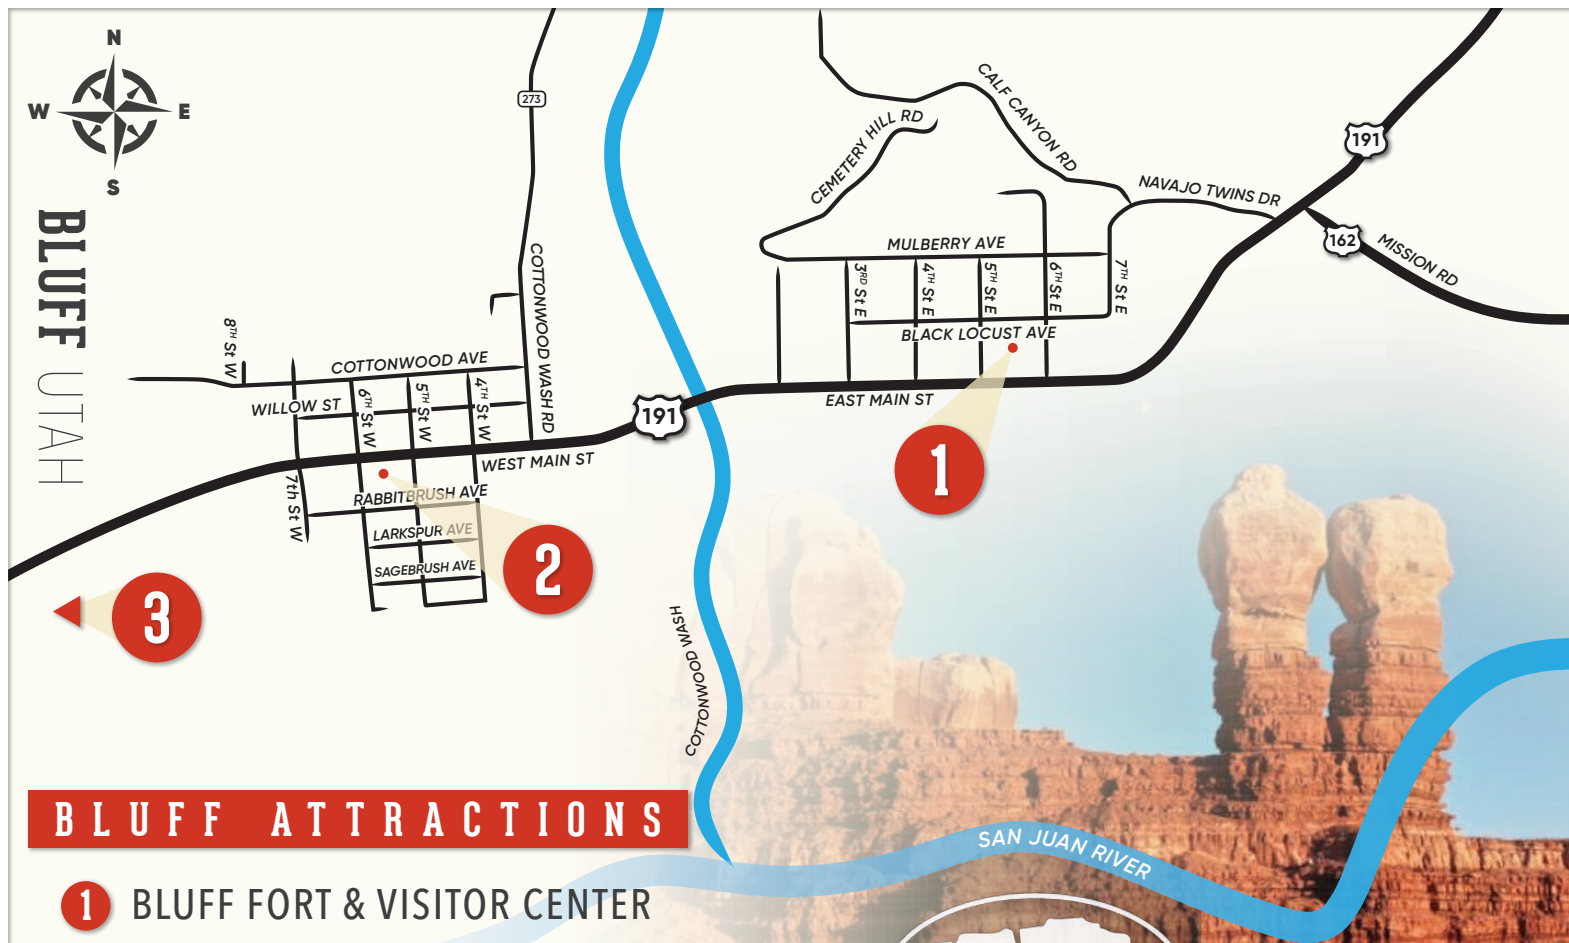 N
W
E
S
BLUFF UTAH
273
COTTONWOOD WASH RD
CALF CANYON RD
CEMETERY HILL RD
191
NAVAJO TWINS DR
162
MISSION RD
MULBERRY AVE
3RD St E
4TH St E
5TH St E
6TH St E
7TH St E
BLACK LOCUST AVE
EAST MAIN ST
8TH St W
COTTONWOOD AVE
WILLOW ST
6TH St W
5TH St W
4TH St W
191
WEST MAIN ST
7th St W
RABBITBRUSH AVE
LARKSPUR AVE
SAGEBRUSH AVE
1
2
3
COTTONWOOD WASH
BLUFF ATTRACTIONS
SAN JUAN RIVER
1 BLUFF FORT & VISITOR CENTER